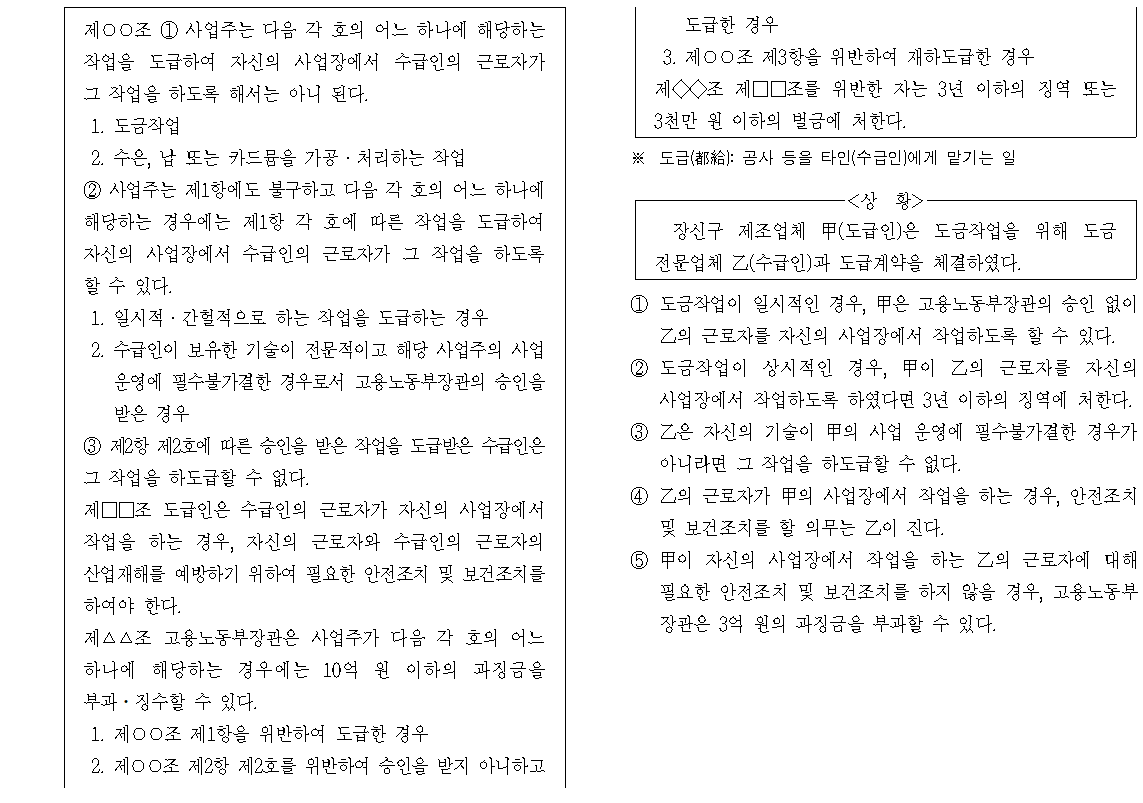 제○○조 ① 사업주는 다음 각 호의 어느 하나에 해당하는
작업을 도급하여 자신의 사업장에서 수급인의 근로자가
그 작업을 하도록 해서는 아니 된다.
1. 도금작업
2. 수은, 납 또는 카드뮴을 가공ㆍ처리하는 작업
② 사업주는 제1항에도 불구하고 다음 각 호의 어느 하나에
해당하는 경우에는 제1항 각 호에 따른 작업을 도급하여
자신의 사업장에서 수급인의 근로자가 그 작업을 하도록
할 수 있다.
1. 일시적ㆍ간헐적으로 하는 작업을 도급하는 경우
2. 수급인이 보유한 기술이 전문적이고 해당 사업주의 사업
운영에 필수불가결한 경우로서 고용노동부장관의 승인을
받은 경우
③ 제2항 제2호에 따른 승인을 받은 작업을 도급받은 수급인은
그 작업을 하도급할 수 없다.
제□□조 도급인은 수급인의 근로자가 자신의 사업장에서
작업을 하는 경우, 자신의 근로자와 수급인의 근로자의
산업재해를 예방하기 위하여 필요한 안전조치 및 보건조치를
하여야 한다.
제△△조 고용노동부장관은 사업주가 다음 각 호의 어느
하나에 해당하는 경우에는 10억 원 이하의 과징금을
부과ㆍ징수할 수 있다.
1. 제○○조 제1항을 위반하여 도급한 경우
2. 제○○조 제2항 제2호를 위반하여 승인을 받지 아니하고
도급한 경우
3. 제○○조 제3항을 위반하여 재하도급한 경우
제◇◇조 제□□조를 위반한 자는 3년 이하의 징역 또는
3천만 원 이하의 벌금에 처한다.
※ 도급(都給): 공사 등을 타인(수급인)에게 맡기는 일
<상 황>
장신구 제조업체 甲(도급인)은 도금작업을 위해 도금
전문업체 乙(수급인)과 도급계약을 체결하였다.
① 도금작업이 일시적인 경우, 甲은 고용노동부장관의 승인 없이
乙의 근로자를 자신의 사업장에서 작업하도록 할 수 있다.
② 도금작업이 상시적인 경우, 甲이 乙의 근로자를 자신의
사업장에서 작업하도록 하였다면 3년 이하의 징역에 처한다.
③ 乙은 자신의 기술이 甲의 사업 운영에 필수불가결한 경우가
아니라면 그 작업을 하도급할 수 없다.
④ 乙의 근로자가 甲의 사업장에서 작업을 하는 경우, 안전조치
및 보건조치를 할 의무는 乙이 진다.
⑤ 甲이 자신의 사업장에서 작업을 하는 乙의 근로자에 대해
필요한 안전조치 및 보건조치를 하지 않을 경우, 고용노동부
장관은 3억 원의 과징금을 부과할 수 있다.